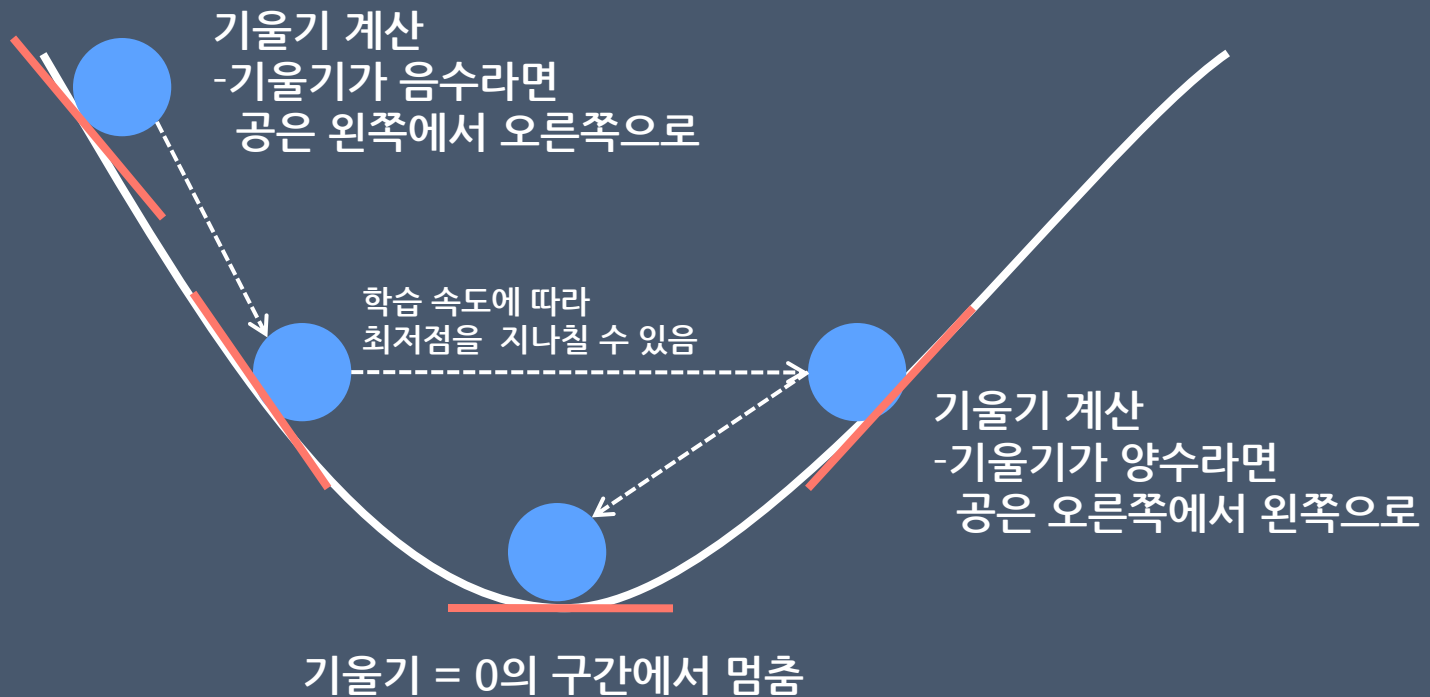 기울기 계산
-기울기가 음수라면
공은 왼쪽에서 오른쪽으로
학습 속도에 따라
최저점을 지나칠 수 있음
기울기 계산
-기울기가 양수라면
공은 오른쪽에서 왼쪽으로
기울기 = 0의 구간에서 멈춤